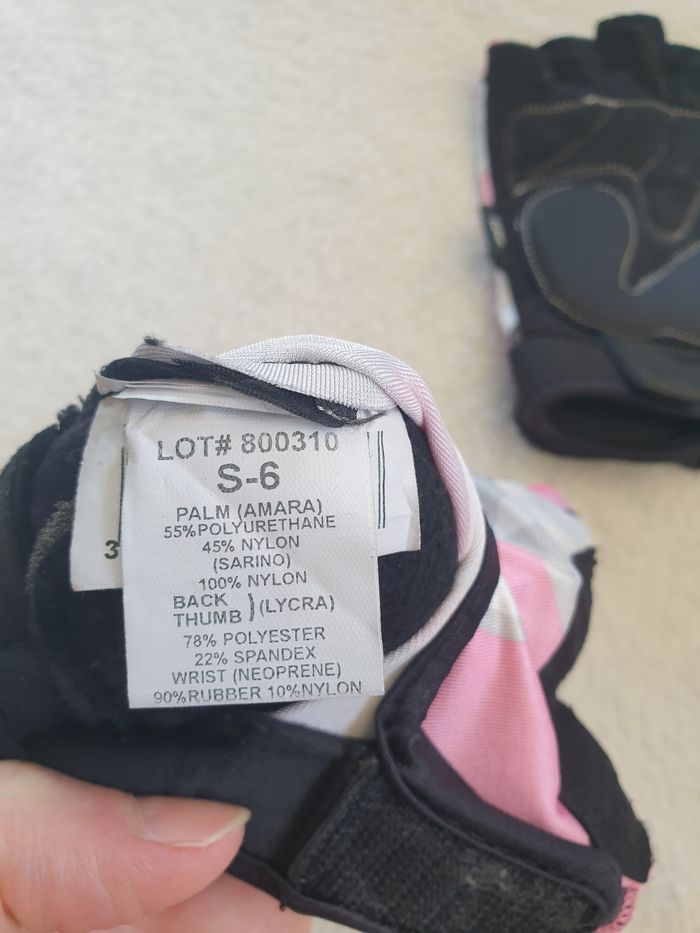 LOT# 800310
S-6
PALM (AMARA)
55%POLYURETHANE
45% NYLON
(SARINO)
100% NYLON
BACK
THUMB ) (LYCRA)
78% POLYESTER
22% SPANDEX
WRIST (NEOPRENE)
90%RUBBER 10%NYLON
3